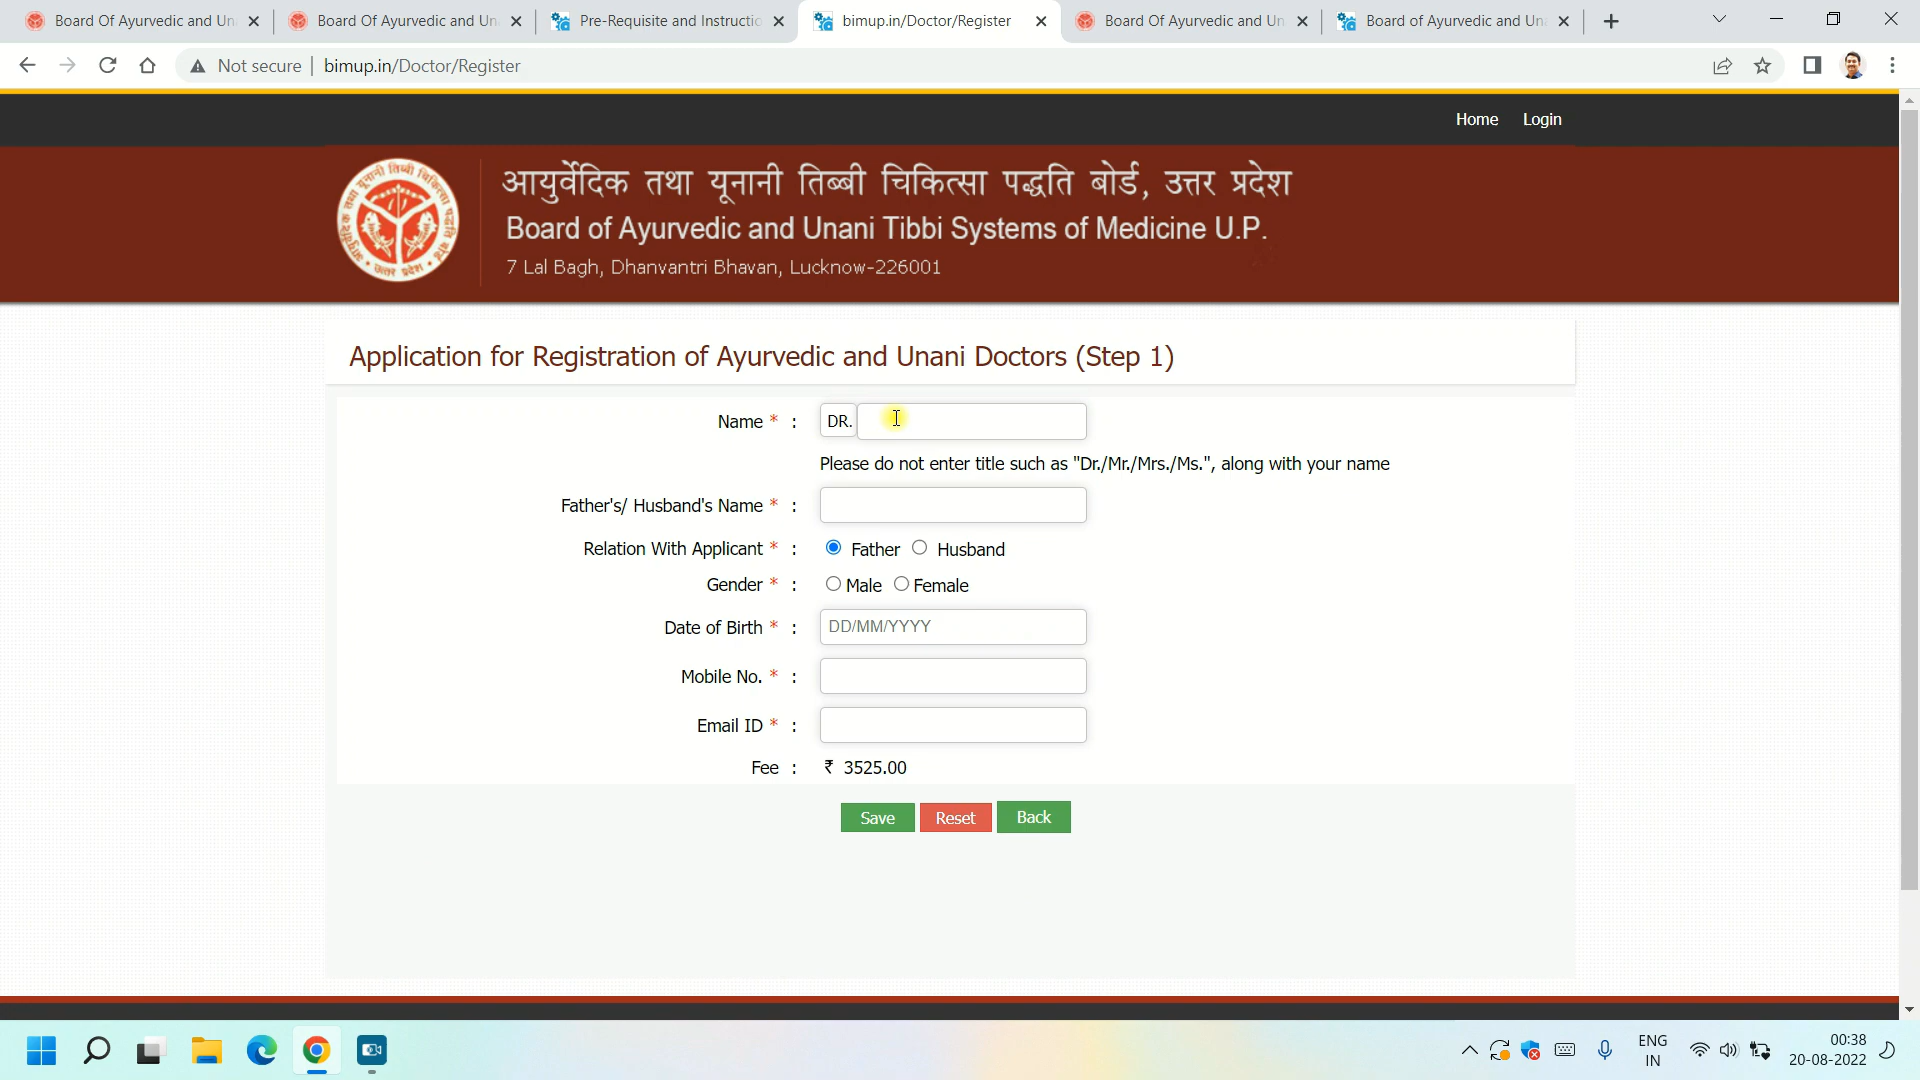 Board Of Ayurvedic and Un
Board Of Ayurvedic and Un
Pre-Requisite and Instructio
bimup.in/Doctor/Register
Board Of Ayurvedic and Un
Board of Ayurvedic and Un
Not secure
bimup.in/Doctor/Register
Home Login
आयुर्वेदिक तथा यूनानी तिब्बी चिकित्सा पद्धति बोर्ड, उत्तर प्रदेश
Board of Ayurvedic and Unani Tibbi Systems of Medicine U.P.
7 Lal Bagh, Dhanvantri Bhavan, Lucknow-226001
Application for Registration of Ayurvedic and Unani Doctors (Step 1)
Name * : DR.
Please do not enter title such as "Dr./Mr./Mrs./Ms.", along with your name
Father's/ Husband's Name * :
Relation With Applicant * : Father Husband
Gender * : Male Female
Date of Birth * : DD/MM/YYYY
Mobile No. * :
Email ID * :
Fee : ₹ 3525.00
Save Reset Back
ENG
IN
00:38
20-08-2022